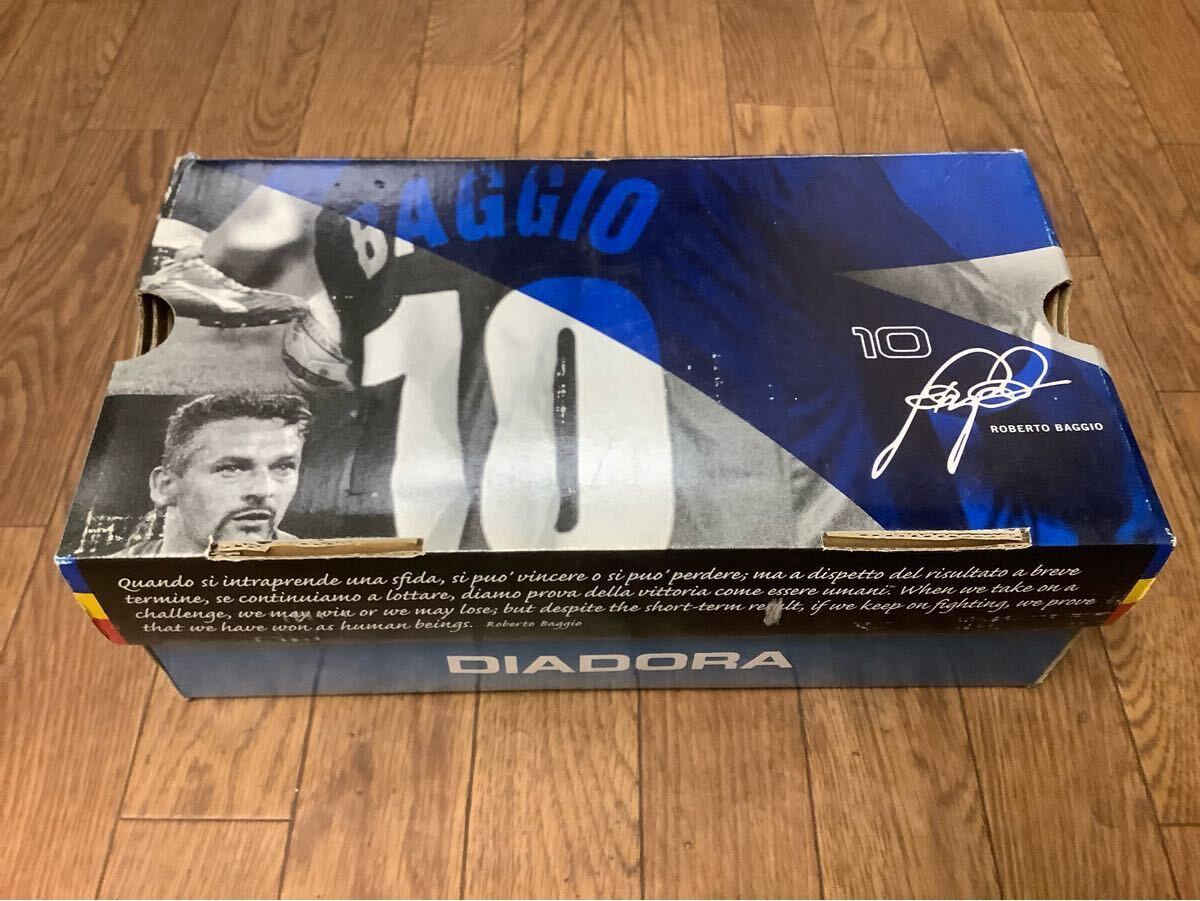 BAGGIO
10
10
ROBERTO BAGGIO
Quando si intraprende una sfida, si puo' vincere o si puo' perdere; ma a dispetto del risultato a breve
termine, se continuiamo a lottare, diamo prova della vittoria come essere umani. When we take on a
challenge, we may win or we may lose; but despite the short-term result, if we keep on fighting, we prove
that we have won as human beings. Roberto Baggio
DIADORA